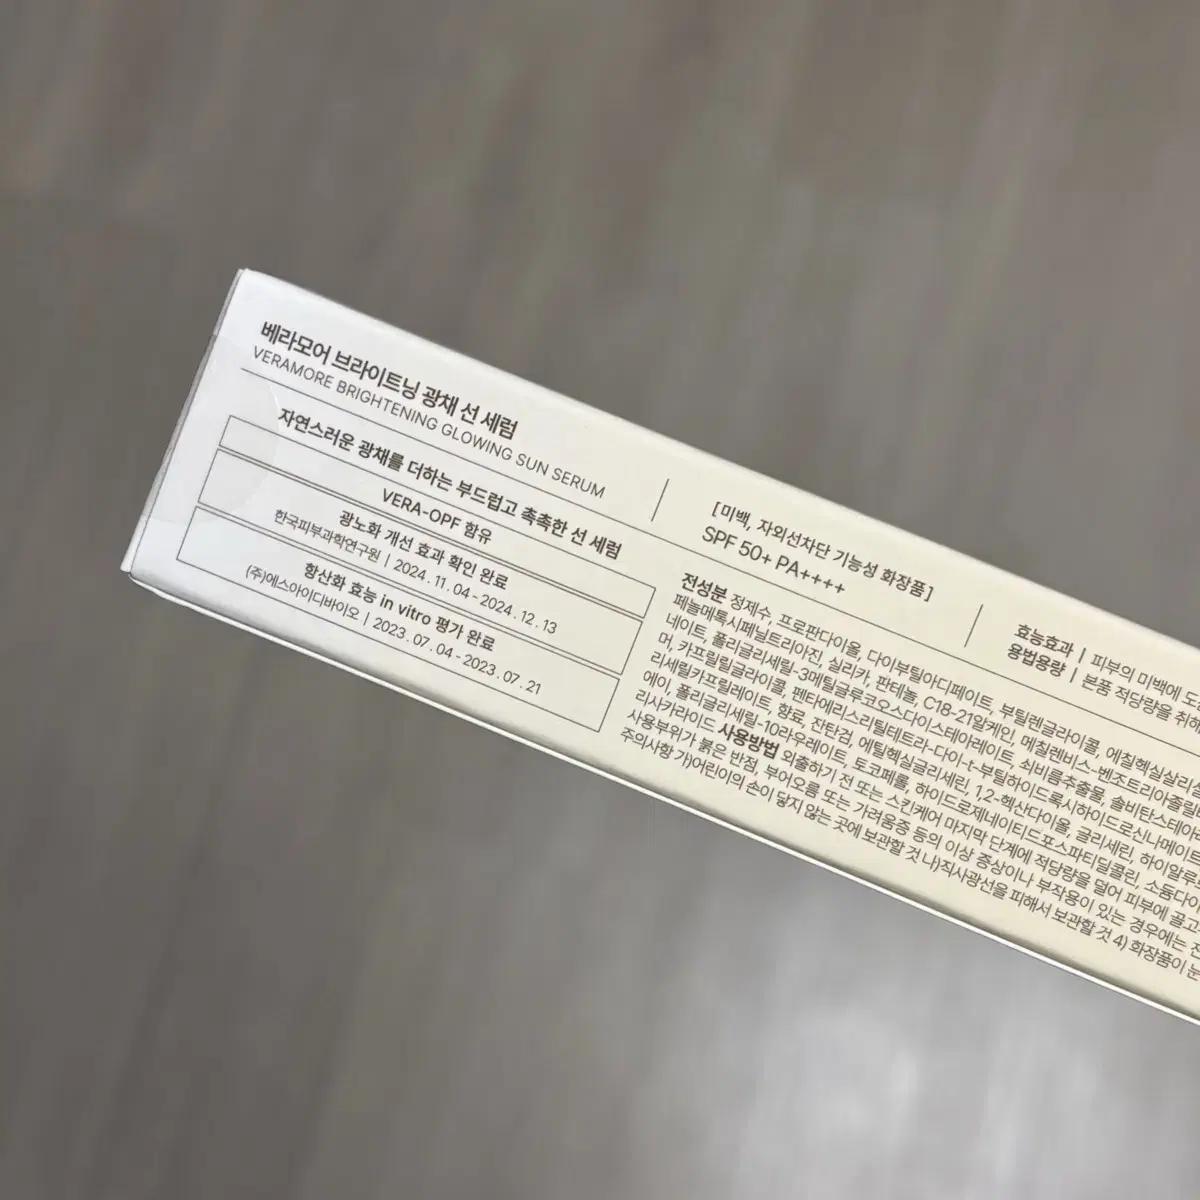 베라모어 브라이트닝 광채 선 세럼
VERAMORE BRIGHTENING GLOWING SUN SERUM
자연스러운 광채를 더하는 부드럽고 촉촉한 선 세럼
VERA-OPF 함유
광노화 개선 효과 확인 완료
한국피부과학연구원 | 2024. 11. 04 - 2024. 12. 13
항산화 효능 in vitro 평가 완료
(주)에스아이디바이오 | 2023. 07. 04 - 2023. 07. 21
[미백, 자외선차단 기능성 화장품]
SPF 50+ PA++++
효능효과 | 피부의 미백에 도
용법용량 | 본품 적당량을 취하
전성분 정제수, 프로판다이올, 다이부틸아디페이트, 부틸렌글라이콜, 에칠헥실살리실
페놀메톡시페닐트리아진, 실리카, 판테놀, C18-21알케인, 메칠렌비스-벤조트리아졸릴
네이트, 폴리글리세릴-3메틸글루코오스다이스테아레이트, 쇠비름추출물, 솔비탄스테아
머, 카프릴릴글라이콜, 펜타에리스리틸테트라-다이-t-부틸하이드록시하이드로신나메이트
리세릴카프릴레이트, 향료, 잔탄검, 에틸헥실글리세린, 1,2-헥산다이올, 글리세린, 하이알루
에이, 폴리글리세릴-10라우레이트, 토코페롤, 하이드로제네이티드포스파티딜콜린, 소듐다이
리사카라이드 사용방법 외출하기 전 또는 스킨케어 마지막 단계에 적당량을 덜어 피부에 골고
사용부위가 붉은 반점, 부어오름 또는 가려움증 등의 이상 증상이나 부작용이 있는 경우에는 전
주의사항 가)어린이의 손이 닿지 않는 곳에 보관할 것 나)직사광선을 피해서 보관할 것 4) 화장품이 눈